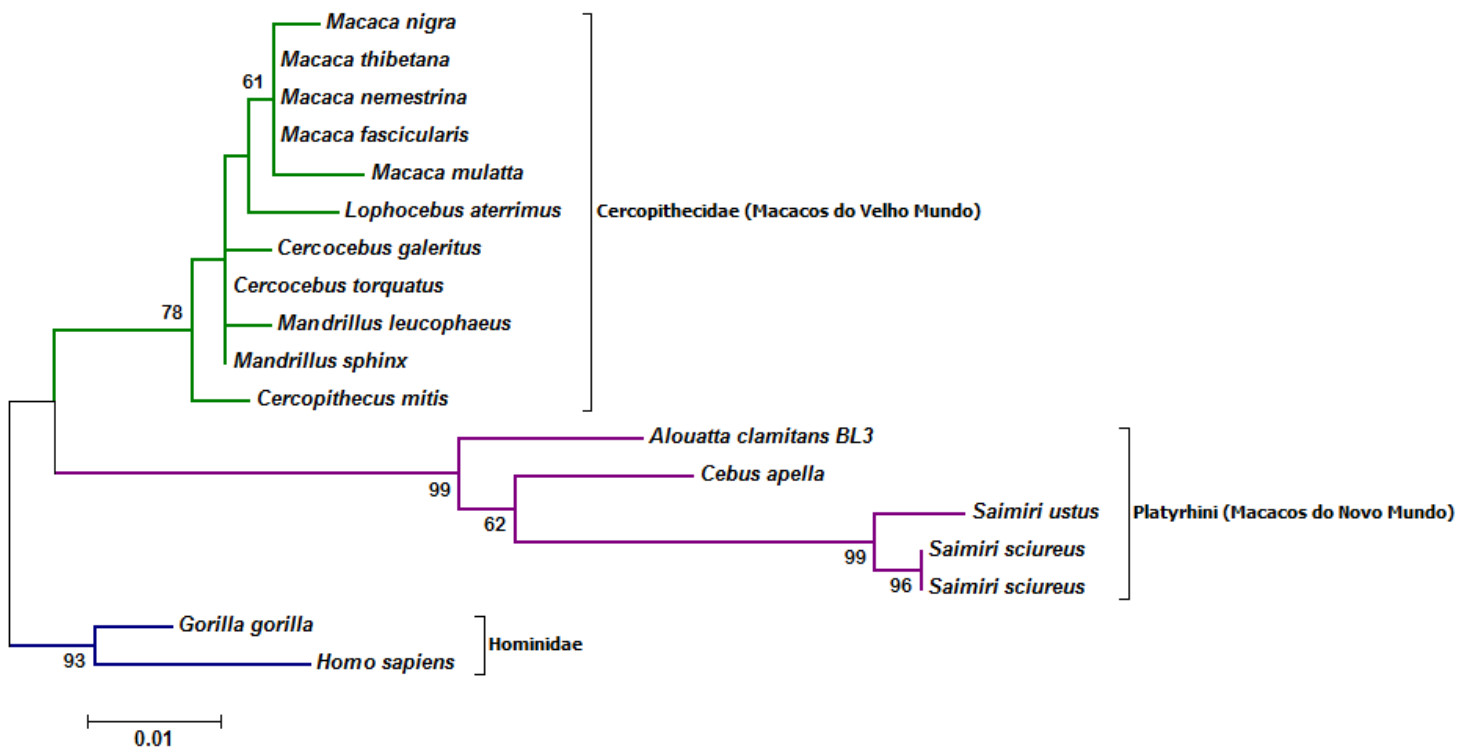 Macaca nigra
Macaca thibetana
61
Macaca nemestrina
Macaca fascicularis
Macaca mulatta
Lophocebus aterrimus
Cercopithecidae (Macacos do Velho Mundo)
Cercocebus galeritus
Cercocebus torquatus
78
Mandrillus leucophaeus
Mandrillus sphinx
Cercopithecus mitis
Alouatta clamitans BL3
Cebus apella
99
62
Saimiri ustus
Platyrhini (Macacos do Novo Mundo)
Saimiri sciureus
99
96
Saimiri sciureus
Gorilla gorilla
Hominidae
93
Homo sapiens
0.01